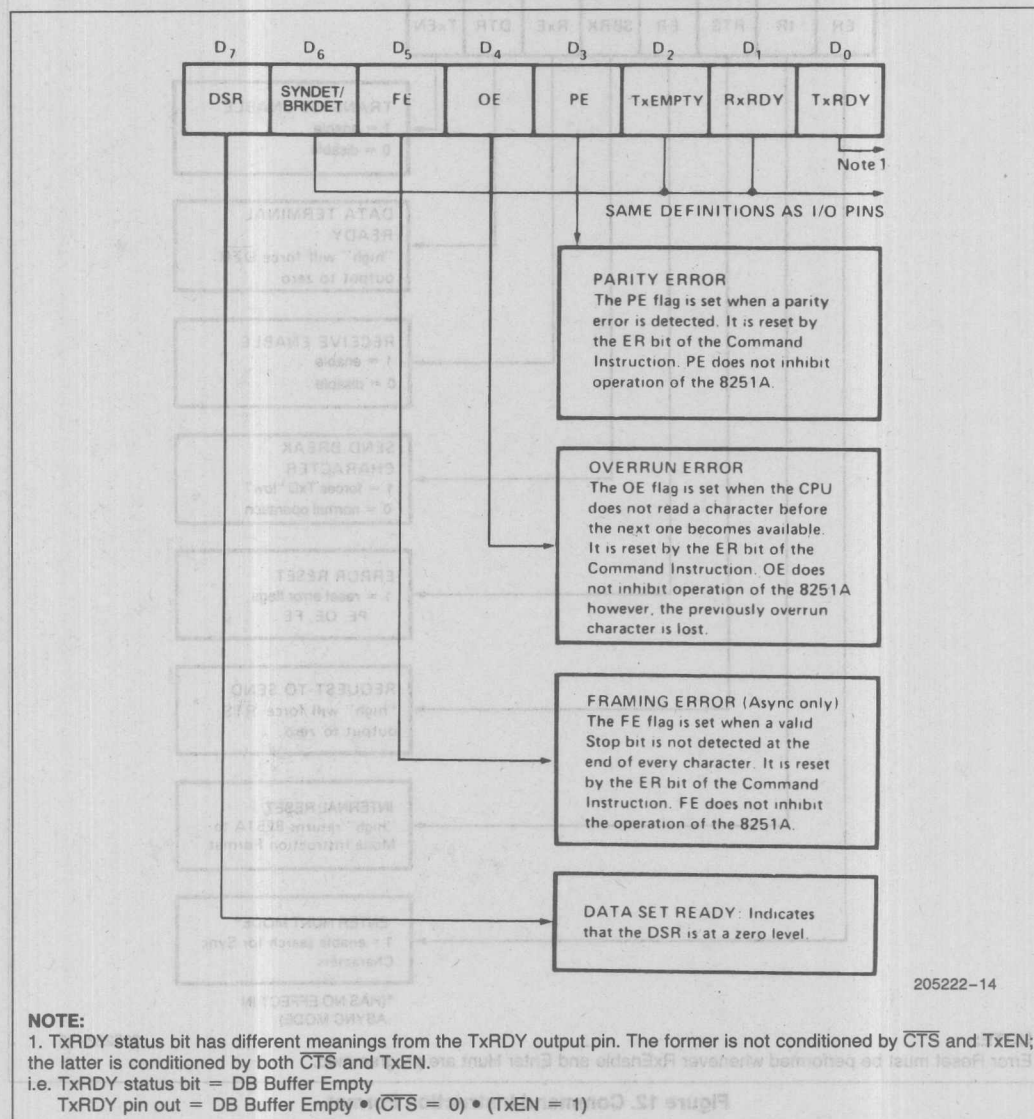 D7 D6 D5 D4 D3 D2 D1 D0
DSR SYNDET/ BRKDET FE OE PE TxEMPTY RxRDY TxRDY
Note 1
SAME DEFINITIONS AS I/O PINS
PARITY ERROR
The PE flag is set when a parity
error is detected. It is reset by
the ER bit of the Command
Instruction. PE does not inhibit
operation of the 8251A.
OVERRUN ERROR
The OE flag is set when the CPU
does not read a character before
the next one becomes available.
It is reset by the ER bit of the
Command Instruction. OE does
not inhibit operation of the 8251A
however, the previously overrun
character is lost.
FRAMING ERROR (Async only)
The FE flag is set when a valid
Stop bit is not detected at the
end of every character. It is reset
by the ER bit of the Command
Instruction. FE does not inhibit
the operation of the 8251A.
DATA SET READY: Indicates
that the DSR is at a zero level.
205222-14
NOTE:
1. TxRDY status bit has different meanings from the TxRDY output pin. The former is not conditioned by C̅T̅S̅ and TxEN;
the latter is conditioned by both C̅T̅S̅ and TxEN.
i.e. TxRDY status bit = DB Buffer Empty
TxRDY pin out = DB Buffer Empty • (C̅T̅S̅ = 0) • (TxEN = 1)